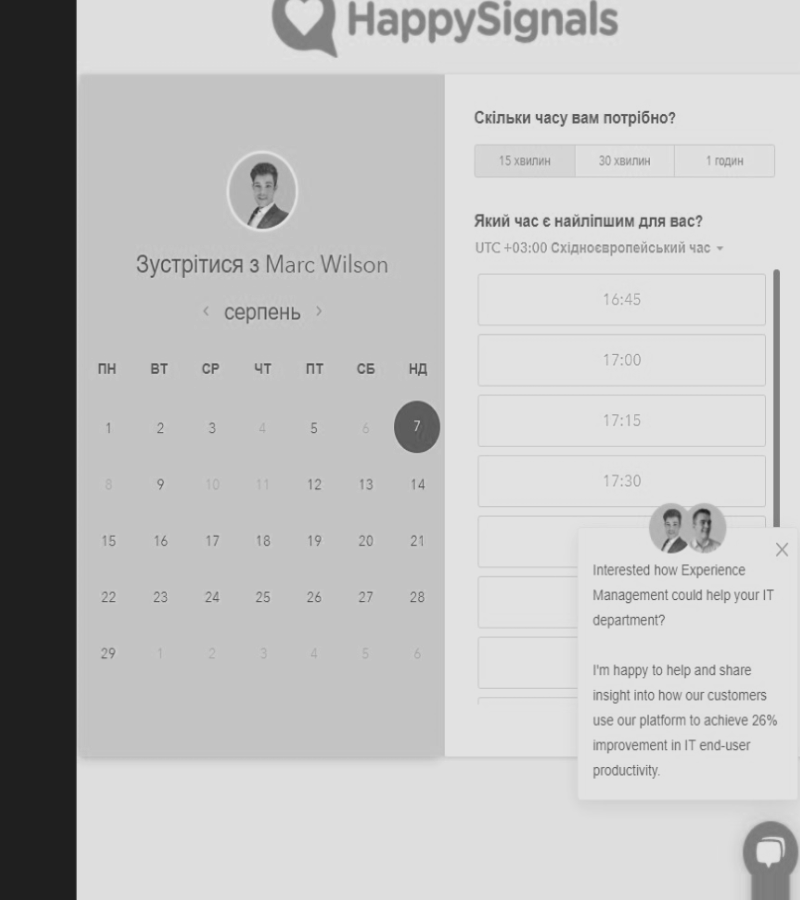 HappySignals
Зустрітися з Marc Wilson
серпень
ПН ВТ СР ЧТ ПТ СБ НД
1 2 3 4 5 6 7
8 9 10 11 12 13 14
15 16 17 18 19 20 21
22 23 24 25 26 27 28
29 1 2 3 4 5 6
Скільки часу вам потрібно?
15 хвилин 30 хвилин 1 годин
Який час є найліпшим для вас?
UTC +03:00 Східноєвропейський час
16:45
17:00
17:15
17:30
Interested how Experience
Management could help your IT
department?
I'm happy to help and share
insight into how our customers
use our platform to achieve 26%
improvement in IT end-user
productivity.